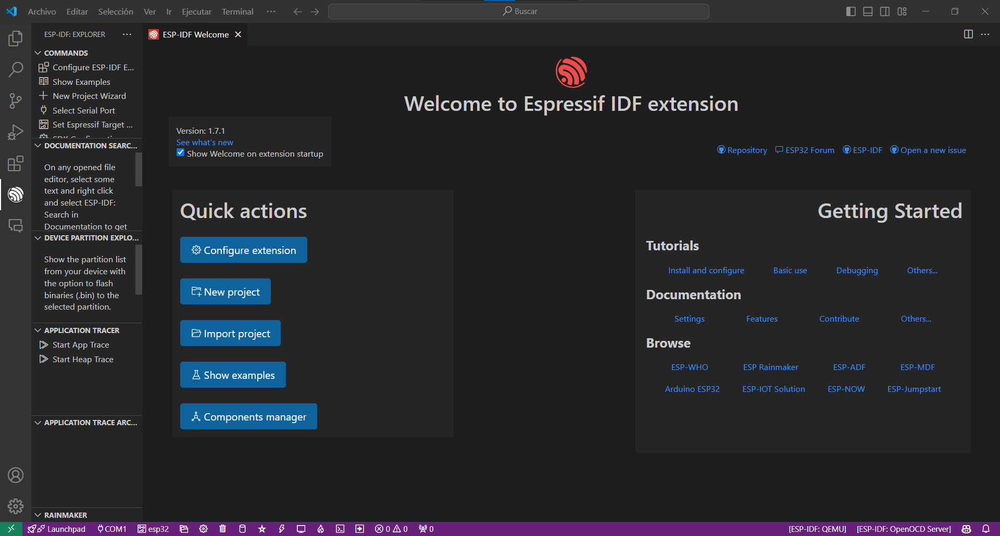 Archivo Editar Selección Ver Ir Ejecutar Terminal ··· Buscar
ESP-IDF: EXPLORER ···
ESP-IDF Welcome
COMMANDS
Configure ESP-IDF E...
Show Examples
New Project Wizard
Select Serial Port
Set Espressif Target ...
DOCUMENTATION SEARC...
On any opened file
editor, select some
text and right click
and select ESP-IDF:
Search in
Documentation to get
DEVICE PARTITION EXPLO...
Show the partition list
from your device with
the option to flash
binaries (.bin) to the
selected partition.
APPLICATION TRACER
Start App Trace
Start Heap Trace
APPLICATION TRACE ARC...
RAINMAKER
Welcome to Espressif IDF extension
Version: 1.7.1
See what's new
Show Welcome on extension startup
Repository ESP32 Forum ESP-IDF Open a new issue
Quick actions
Configure extension
New project
Import project
Show examples
Components manager
Getting Started
Tutorials
Install and configure Basic use Debugging Others...
Documentation
Settings Features Contribute Others...
Browse
ESP-WHO ESP Rainmaker ESP-ADF ESP-MDF
Arduino ESP32 ESP-IOT Solution ESP-NOW ESP-Jumpstart
Launchpad COM1 esp32 0 0 0 [ESP-IDF: QEMU] [ESP-IDF: OpenOCD Server]